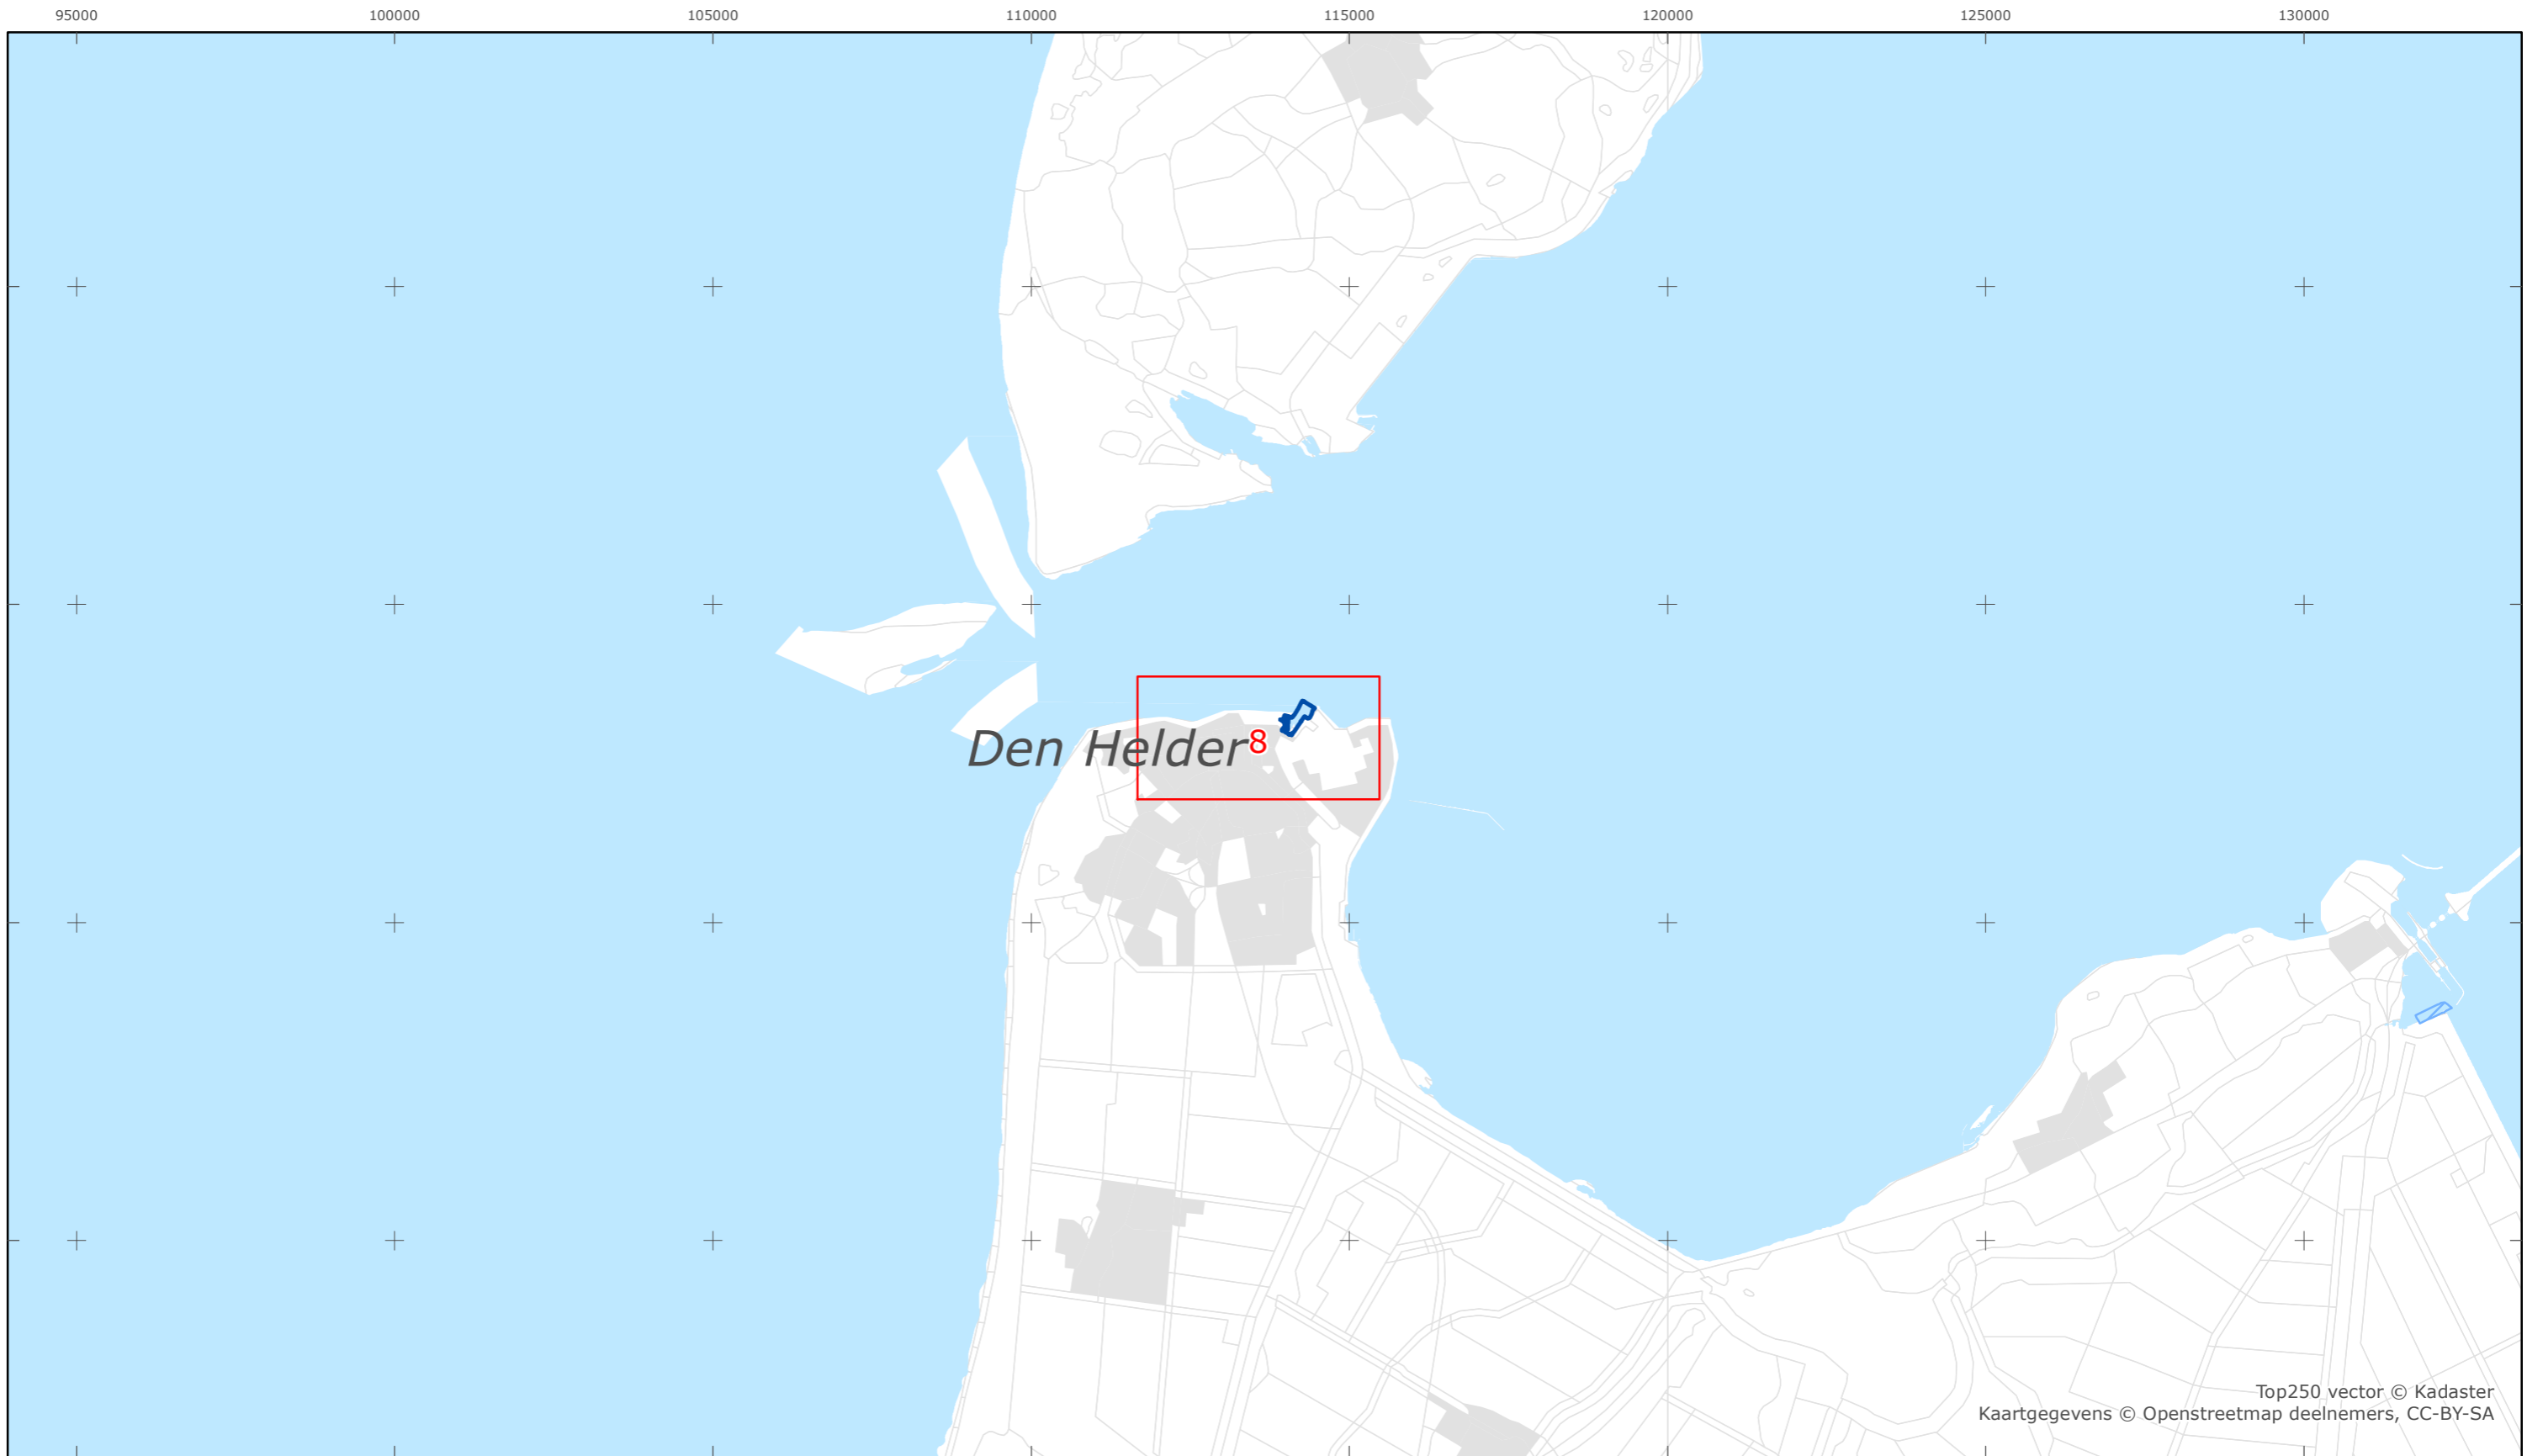 95000 100000 105000 110000 115000 120000 125000 130000
Den Helder 8
Top250 vector © Kadaster
Kaartgegevens © Openstreetmap deelnemers, CC-BY-SA